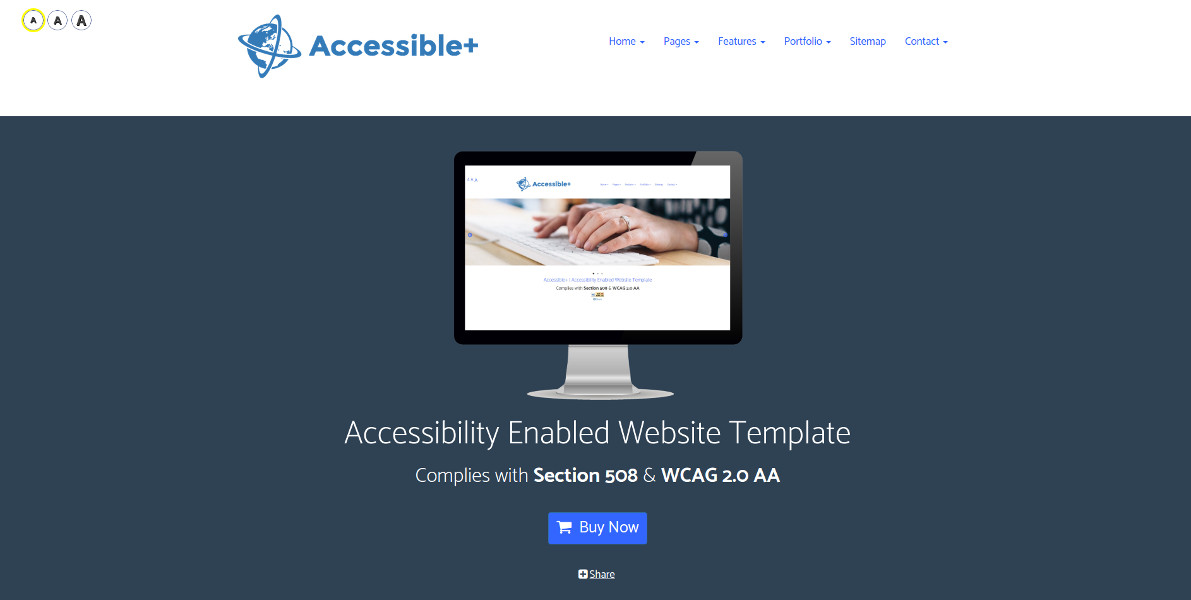 A A A
Accessible+
Home Pages Features Portfolio Sitemap Contact
Accessible+
Accessible+ | Accessibility Enabled Website Template
Complies with Section 508 & WCAG 2.0 AA
Accessibility Enabled Website Template
Complies with Section 508 & WCAG 2.0 AA
Buy Now
Share